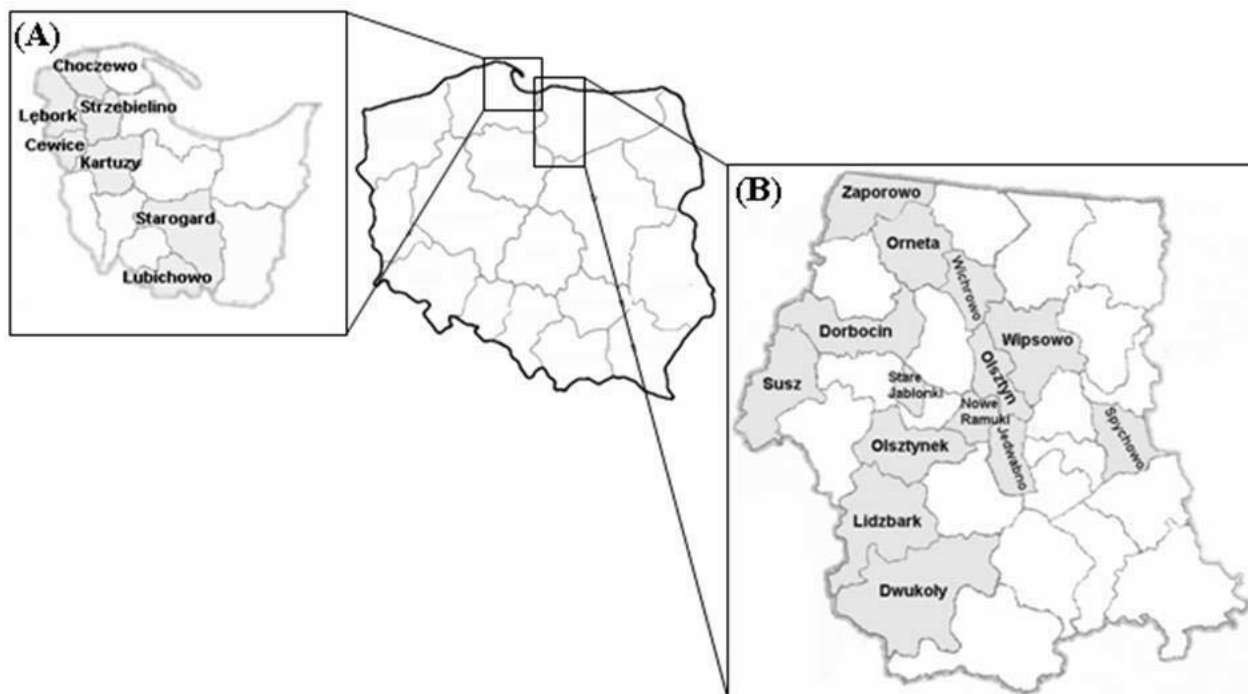 (A)
Choczewo
Strzebielino
Lębork
Cewice
Kartuzy
Starogard
Lubichowo
(B)
Zaporowo
Orneta
Wichrowo
Dorbocin
Wipsowo
Olsztyn
Susz
Stare
Jabłonki
Nowe
Ramuki
Jedwabno
Spychowo
Olsztynek
Lidzbark
Dwukoły